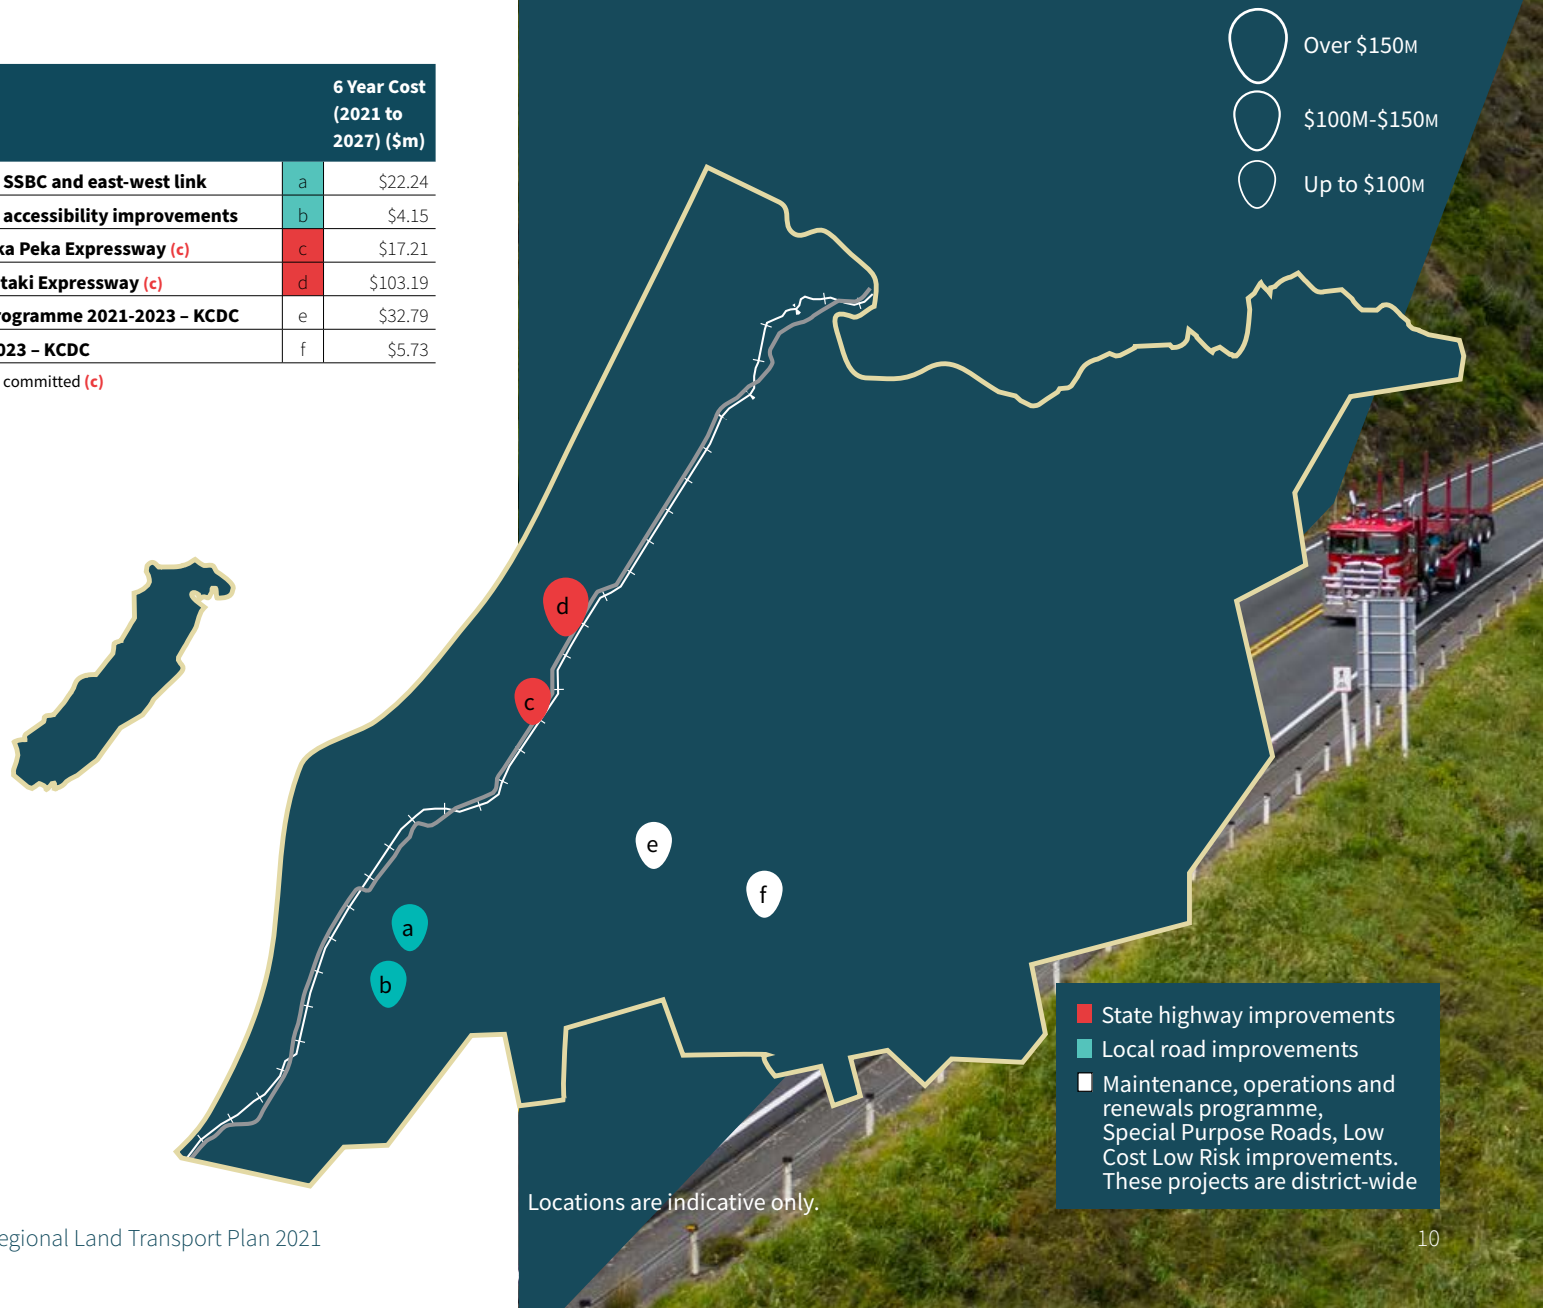 6 Year Cost
(2021 to
2027) ($m)
SSBC and east-west link a $22.24
accessibility improvements b $4.15
ka Peka Expressway (c) c $17.21
taki Expressway (c) d $103.19
rogramme 2021-2023 – KCDC e $32.79
023 – KCDC f $5.73
committed (c)
Over $150M
$100M-$150M
Up to $100M
d
c
e
f
a
b
State highway improvements
Local road improvements
Maintenance, operations and
renewals programme,
Special Purpose Roads, Low
Cost Low Risk improvements.
These projects are district-wide
Locations are indicative only.
egional Land Transport Plan 2021
10